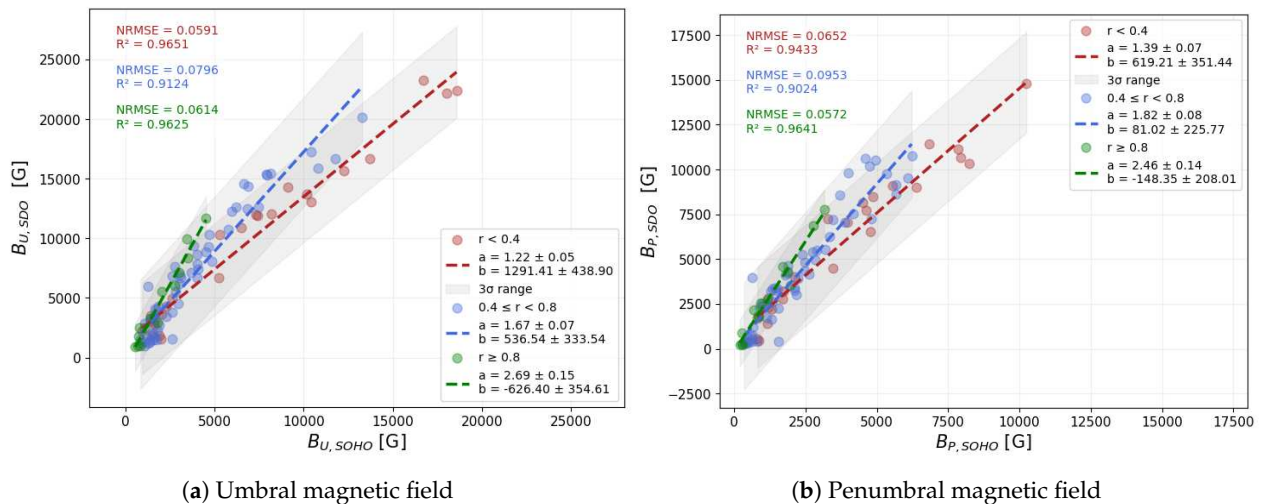 NRMSE = 0.0591
R² = 0.9651
NRMSE = 0.0796
R² = 0.9124
NRMSE = 0.0614
R² = 0.9625
B_{U, SDO} [G]
25000
20000
15000
10000
5000
0
r < 0.4
a = 1.22 ± 0.05
b = 1291.41 ± 438.90
3σ range
0.4 ≤ r < 0.8
a = 1.67 ± 0.07
b = 536.54 ± 333.54
r ≥ 0.8
a = 2.69 ± 0.15
b = -626.40 ± 354.61
0 5000 10000 15000 20000 25000
B_{U, SOHO} [G]
(a) Umbral magnetic field
NRMSE = 0.0652
R² = 0.9433
NRMSE = 0.0953
R² = 0.9024
NRMSE = 0.0572
R² = 0.9641
B_{P, SDO} [G]
17500
15000
12500
10000
7500
5000
2500
0
−2500
r < 0.4
a = 1.39 ± 0.07
b = 619.21 ± 351.44
3σ range
0.4 ≤ r < 0.8
a = 1.82 ± 0.08
b = 81.02 ± 225.77
r ≥ 0.8
a = 2.46 ± 0.14
b = -148.35 ± 208.01
0 2500 5000 7500 10000 12500 15000 17500
B_{P, SOHO} [G]
(b) Penumbral magnetic field